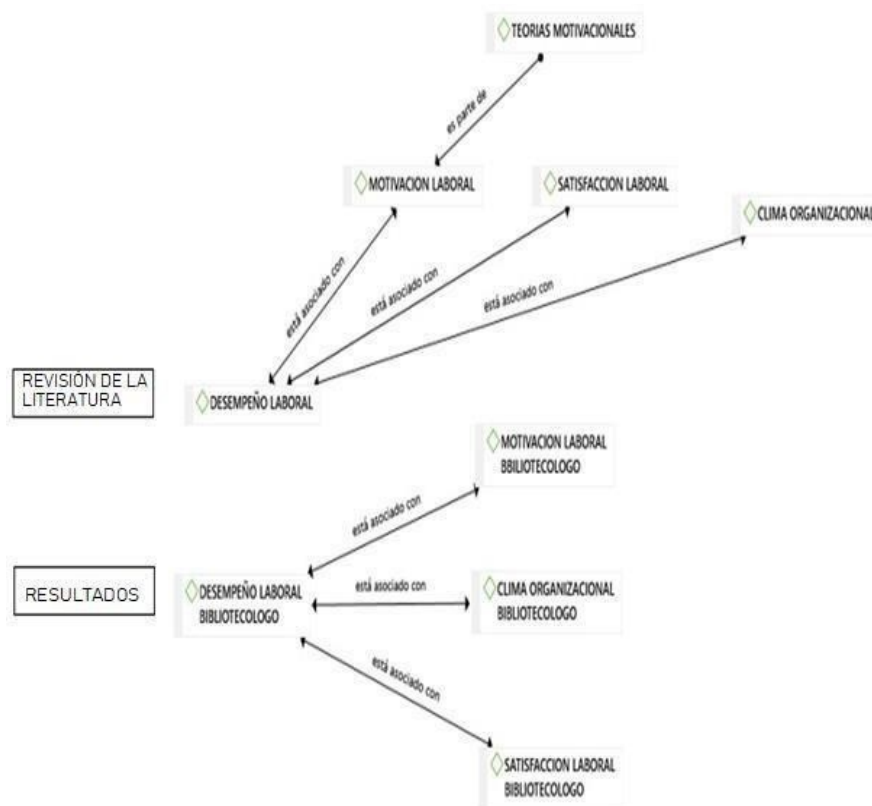 TEORIAS MOTIVACIONALES
es parte de
MOTIVACION LABORAL
SATISFACCION LABORAL
CLIMA ORGANIZACIONAL
está asociado con
está asociado con
está asociado con
REVISIÓN DE LA
LITERATURA
DESEMPEÑO LABORAL
MOTIVACION LABORAL
BBILIOTECOLOGO
está asociado con
RESULTADOS
DESEMPEÑO LABORAL
BIBLIOTECOLOGO
está asociado con
CLIMA ORGANIZACIONAL
BIBLIOTECOLOGO
está asociado con
SATISFACCION LABORAL
BIBLIOTECOLOGO